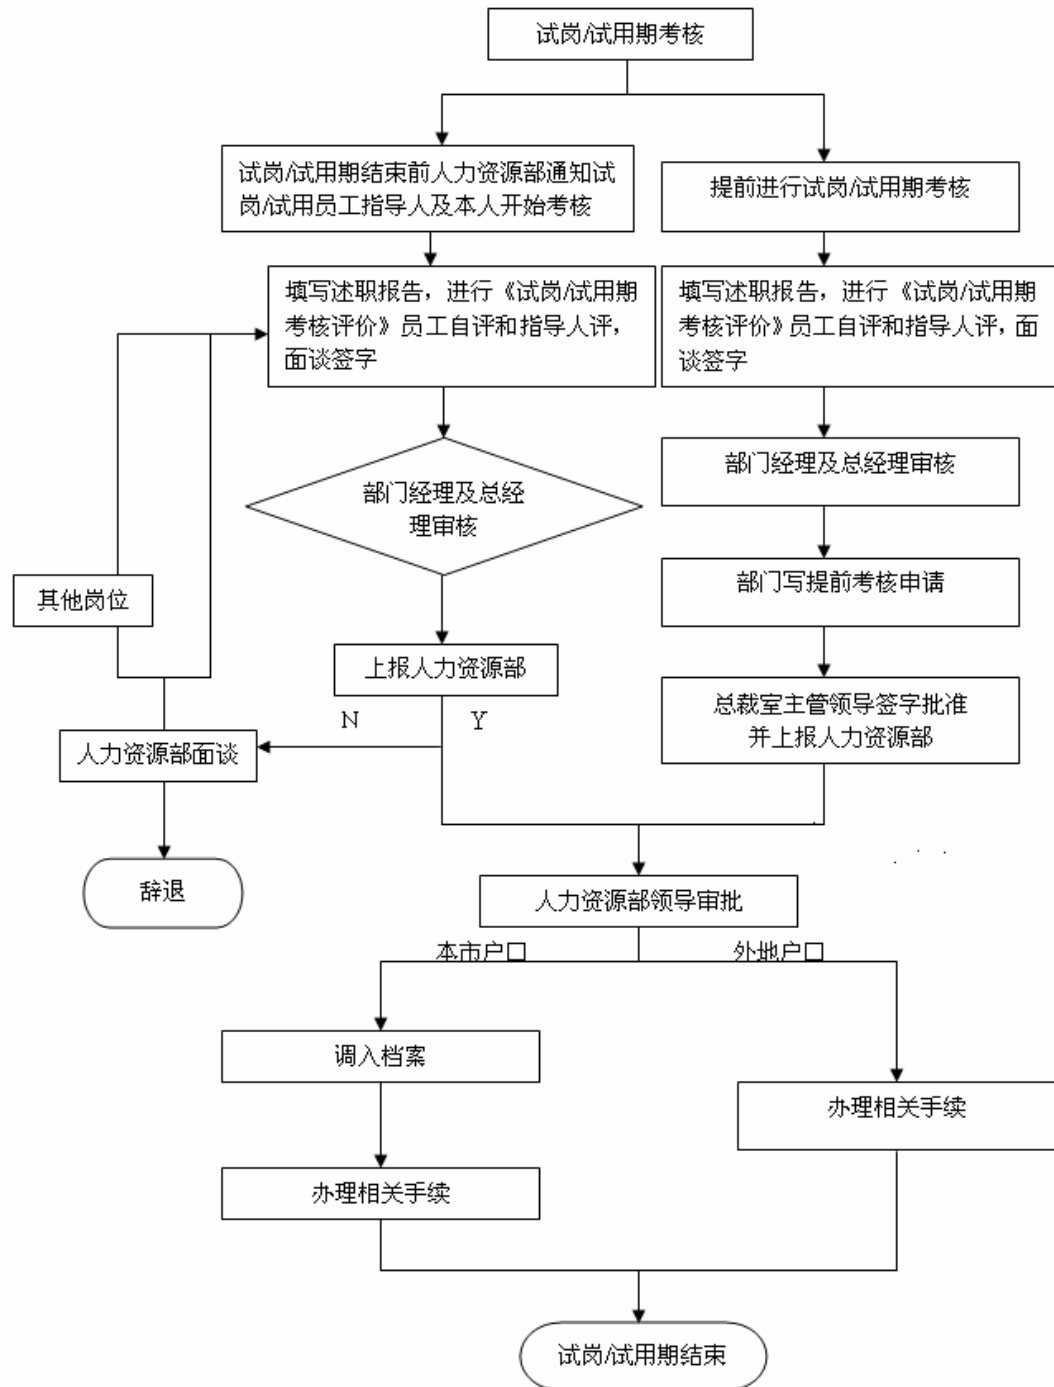 试岗/试用期考核
试岗/试用期结束前人力资源部通知试
岗/试用员工指导人及本人开始考核
提前进行试岗/试用期考核
填写述职报告，进行《试岗/试用期
考核评价》员工自评和指导人评，
面谈签字
填写述职报告，进行《试岗/试用期
考核评价》员工自评和指导人评，面
谈签字
部门经理及总经
理审核
部门经理及总经理审核
其他岗位
部门写提前考核申请
上报人力资源部
总裁室主管领导签字批准
并上报人力资源部
N
Y
人力资源部面谈
辞退
人力资源部领导审批
本市户口
外地户口
调入档案
办理相关手续
办理相关手续
试岗/试用期结束